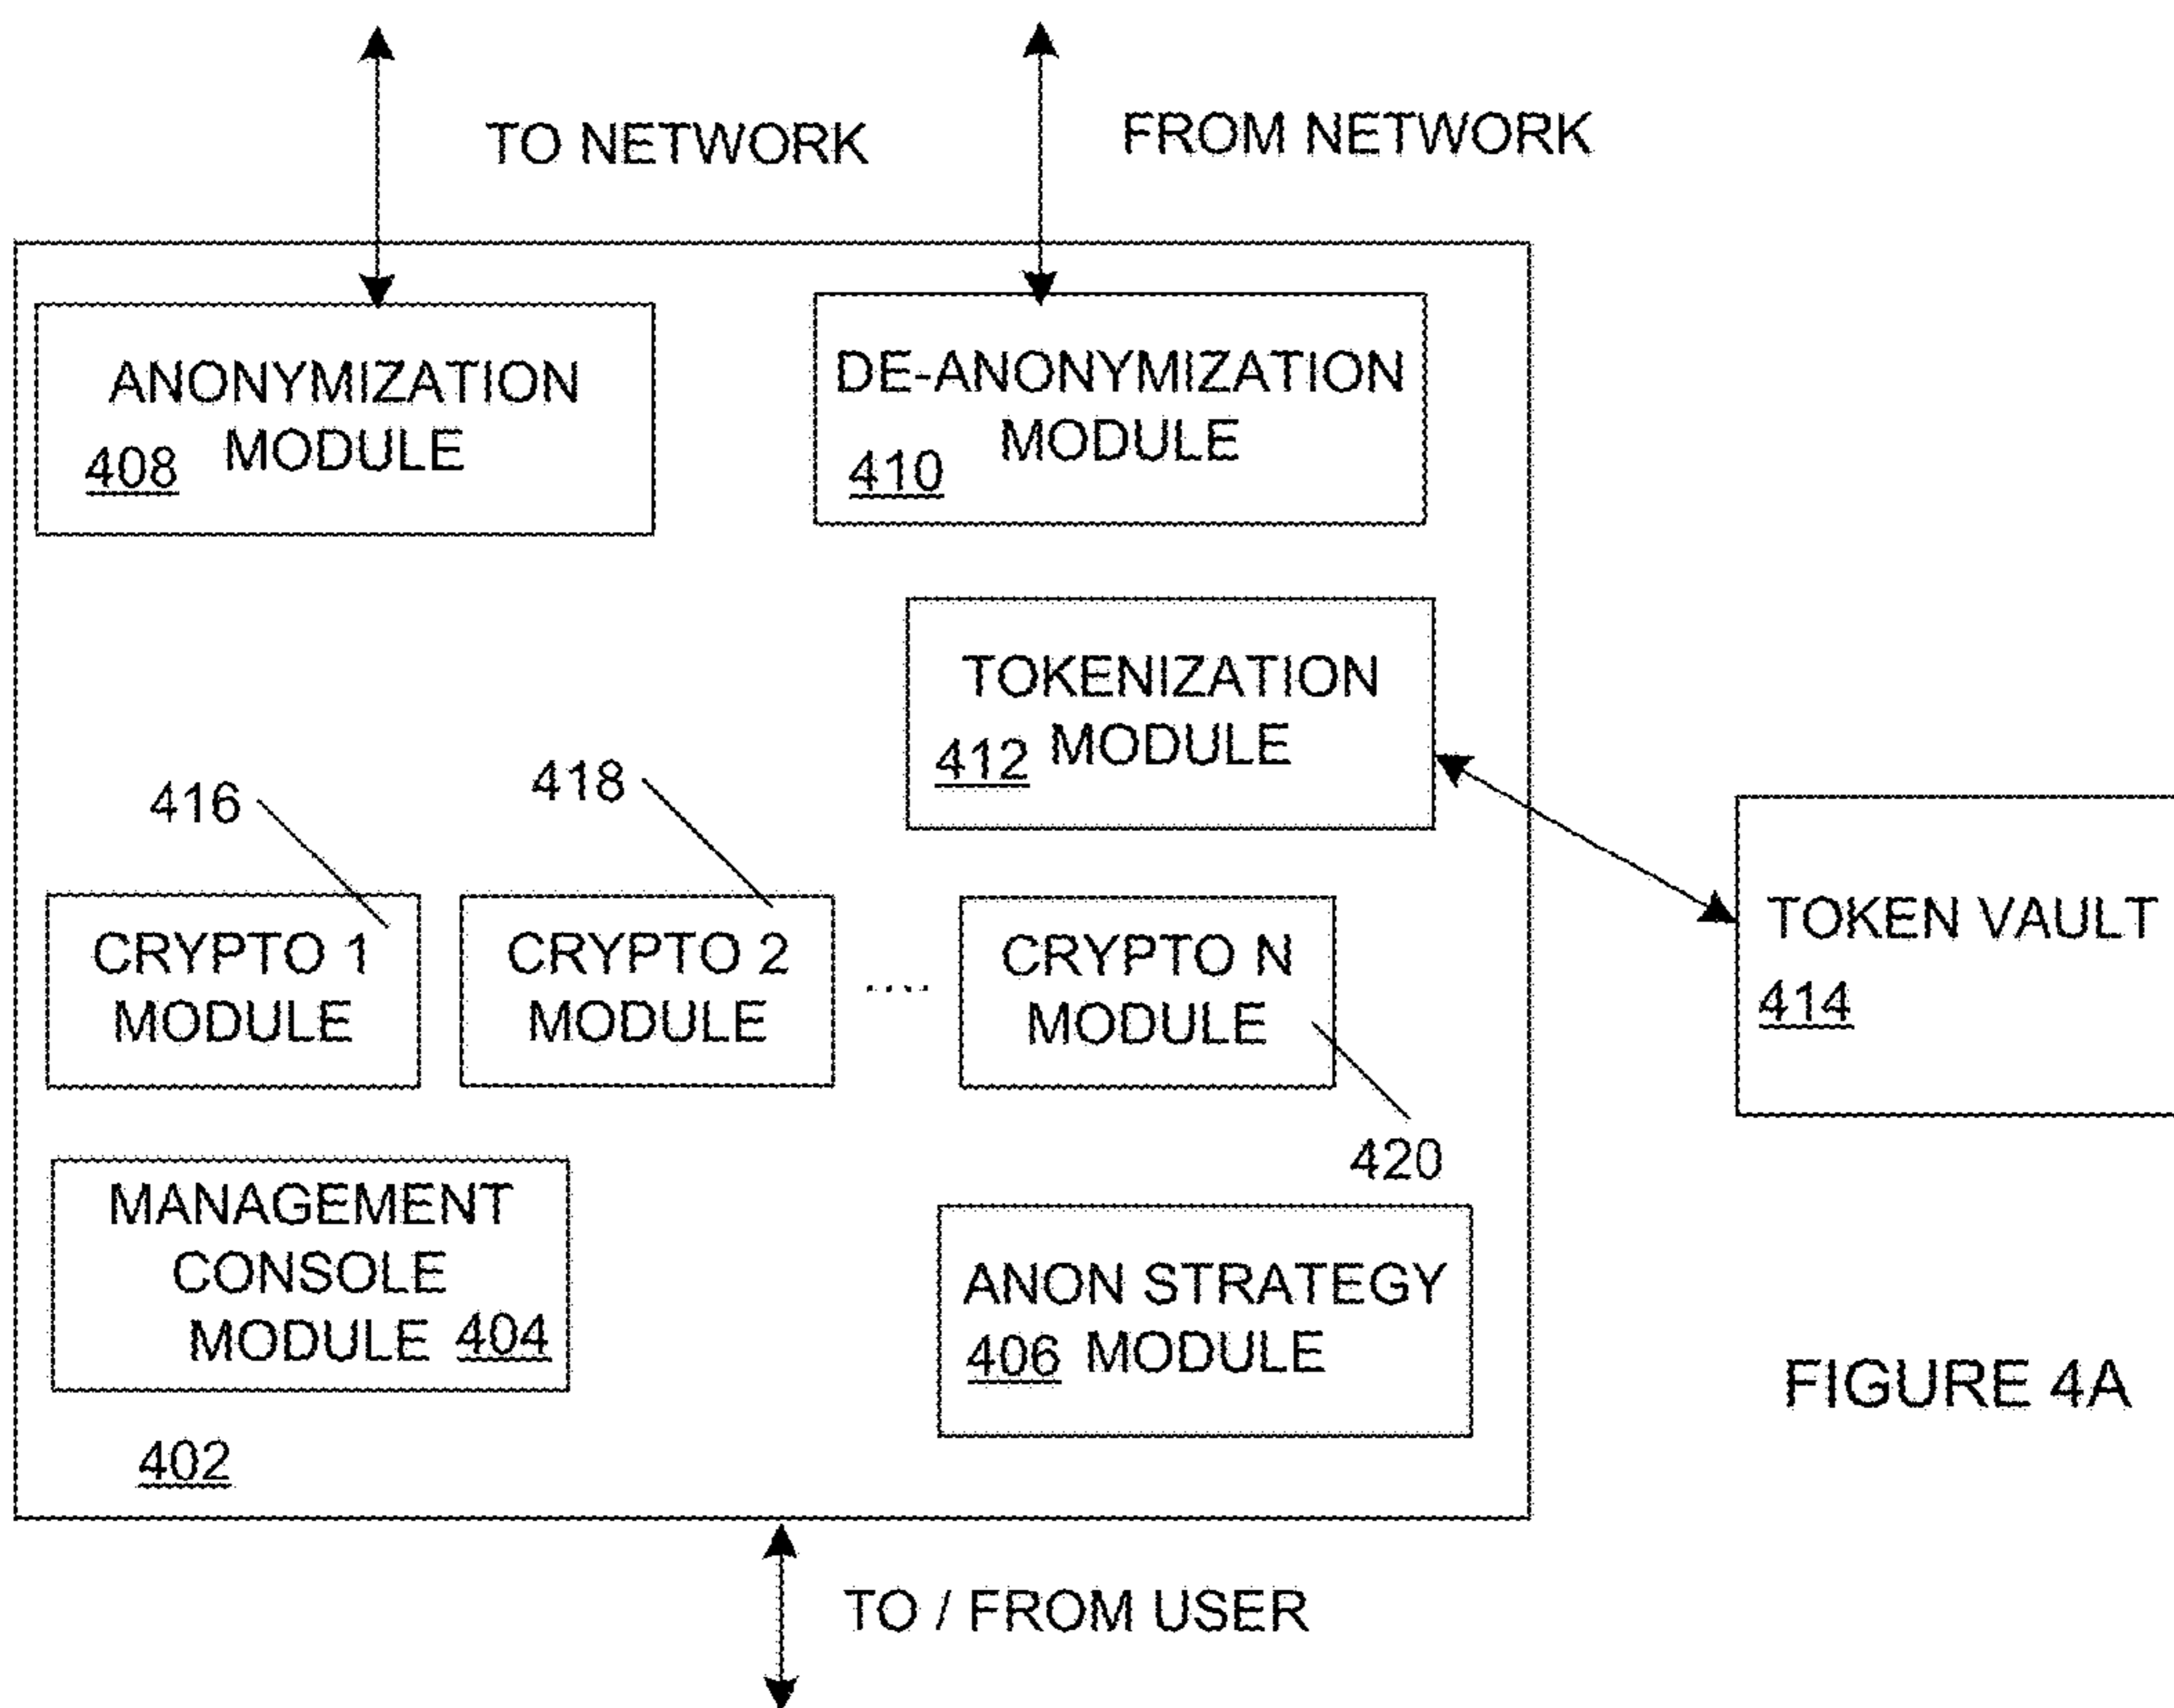 TO NETWORK
FROM NETWORK
ANONYMIZATION
408 MODULE
DE-ANONYMIZATION
MODULE
410
TOKENIZATION
412 MODULE
416
418
CRYPTO 1
MODULE
CRYPTO 2
MODULE
....
CRYPTO N
MODULE
420
TOKEN VAULT
414
MANAGEMENT
CONSOLE
MODULE 404
ANON STRATEGY
406 MODULE
402
FIGURE 4A
TO / FROM USER